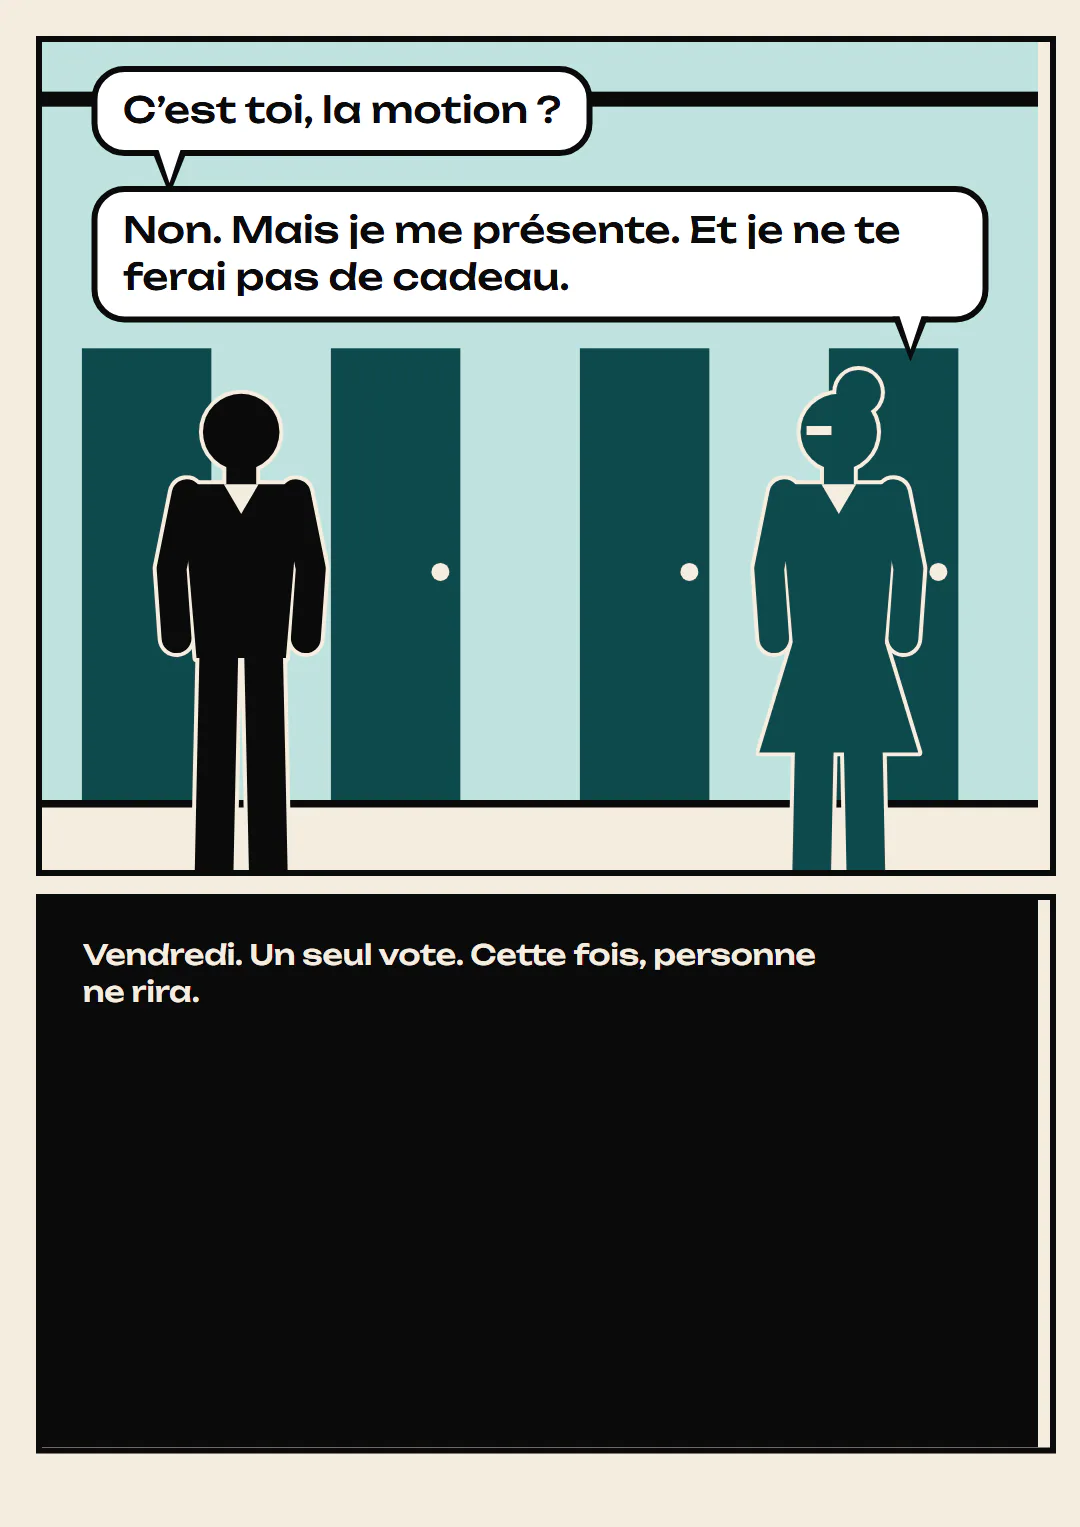 C’est toi, la motion ?
Non. Mais je me présente. Et je ne te
ferai pas de cadeau.
Vendredi. Un seul vote. Cette fois, personne
ne rira.